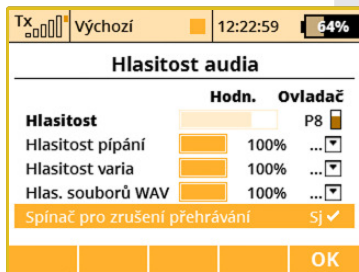 Tx Výchozí 12:22:59 64%
Hlasitost audia
Hodn. Ovladač
Hlasitost P8
Hlasitost pípání 100% ...
Hlasitost varia 100% ...
Hlas. souborů WAV 100% ...
Spínač pro zrušení přehrávání Sj ✓
OK